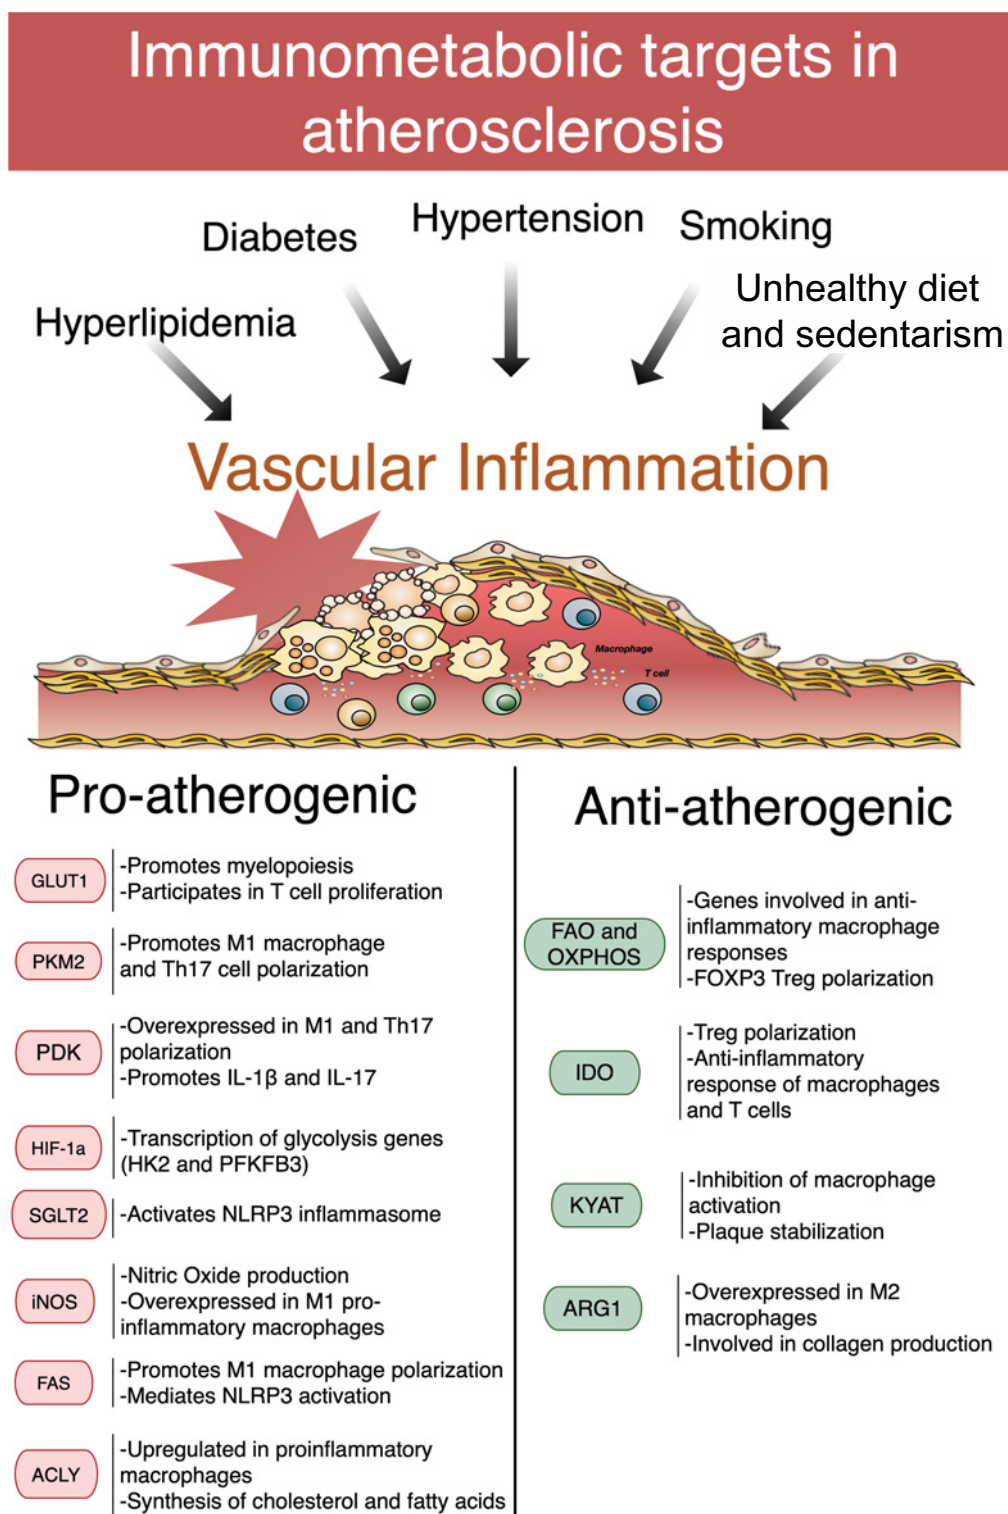 Immunometabolic targets in
atherosclerosis
Hyperlipidemia
Diabetes
Hypertension
Smoking
Unhealthy diet
and sedentarism
Vascular Inflammation
Macrophage
T cell
Pro-atherogenic
GLUT1
-Promotes myelopoiesis
-Participates in T cell proliferation
PKM2
-Promotes M1 macrophage
and Th17 cell polarization
PDK
-Overexpressed in M1 and Th17
polarization
-Promotes IL-1β and IL-17
HIF-1a
-Transcription of glycolysis genes
(HK2 and PFKFB3)
SGLT2
-Activates NLRP3 inflammasome
iNOS
-Nitric Oxide production
-Overexpressed in M1 pro-
inflammatory macrophages
FAS
-Promotes M1 macrophage polarization
-Mediates NLRP3 activation
ACLY
-Upregulated in proinflammatory
macrophages
-Synthesis of cholesterol and fatty acids
Anti-atherogenic
FAO and
OXPHOS
-Genes involved in anti-
inflammatory macrophage
responses
-FOXP3 Treg polarization
IDO
-Treg polarization
-Anti-inflammatory
response of macrophages
and T cells
KYAT
-Inhibition of macrophage
activation
-Plaque stabilization
ARG1
-Overexpressed in M2
macrophages
-Involved in collagen production